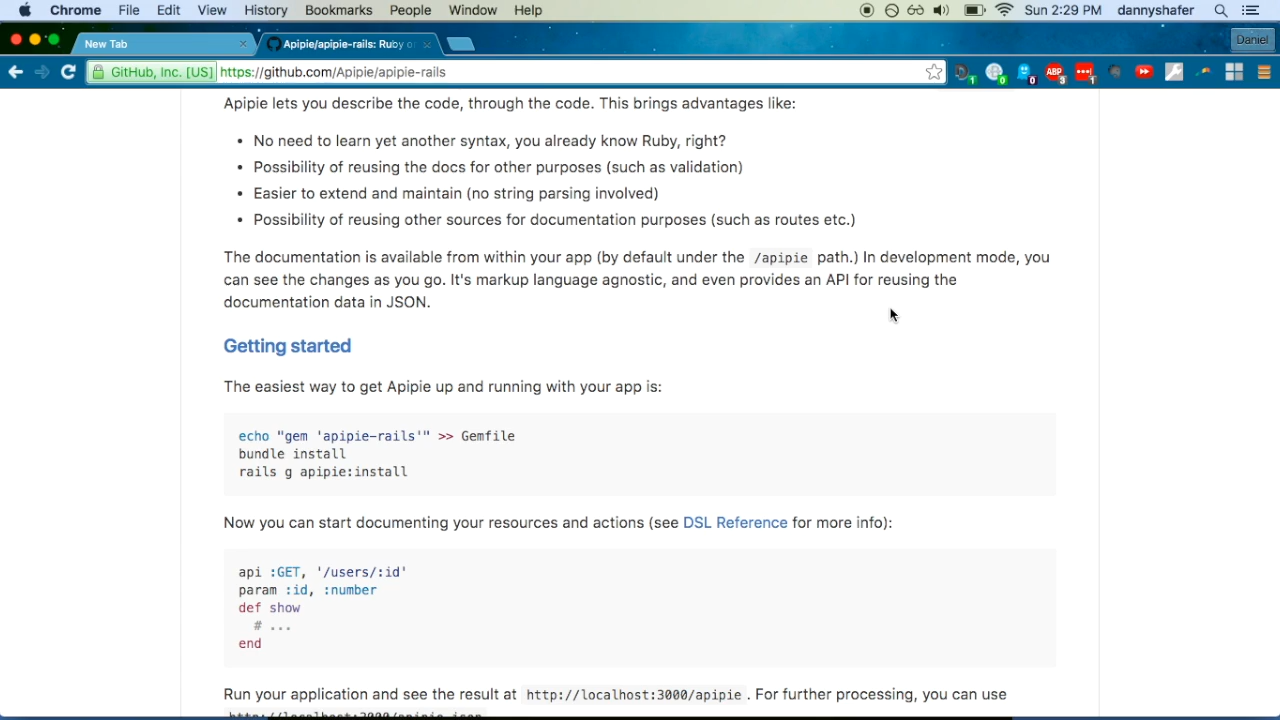 Chrome File Edit View History Bookmarks People Window Help Sun 2:29 PM dannyshafer
New Tab Apipie/apipie-rails: Ruby o Daniel
GitHub, Inc. [US] https://github.com/Apipie/apipie-rails
Apipie lets you describe the code, through the code. This brings advantages like:
• No need to learn yet another syntax, you already know Ruby, right?
• Possibility of reusing the docs for other purposes (such as validation)
• Easier to extend and maintain (no string parsing involved)
• Possibility of reusing other sources for documentation purposes (such as routes etc.)
The documentation is available from within your app (by default under the /apipie path.) In development mode, you
can see the changes as you go. It's markup language agnostic, and even provides an API for reusing the
documentation data in JSON.
Getting started
The easiest way to get Apipie up and running with your app is:
echo "gem 'apipie-rails'" >> Gemfile
bundle install
rails g apipie:install
Now you can start documenting your resources and actions (see DSL Reference for more info):
api :GET, '/users/:id'
param :id, :number
def show
# ...
end
Run your application and see the result at http://localhost:3000/apipie . For further processing, you can use
http://localhost:3000/apipie.json